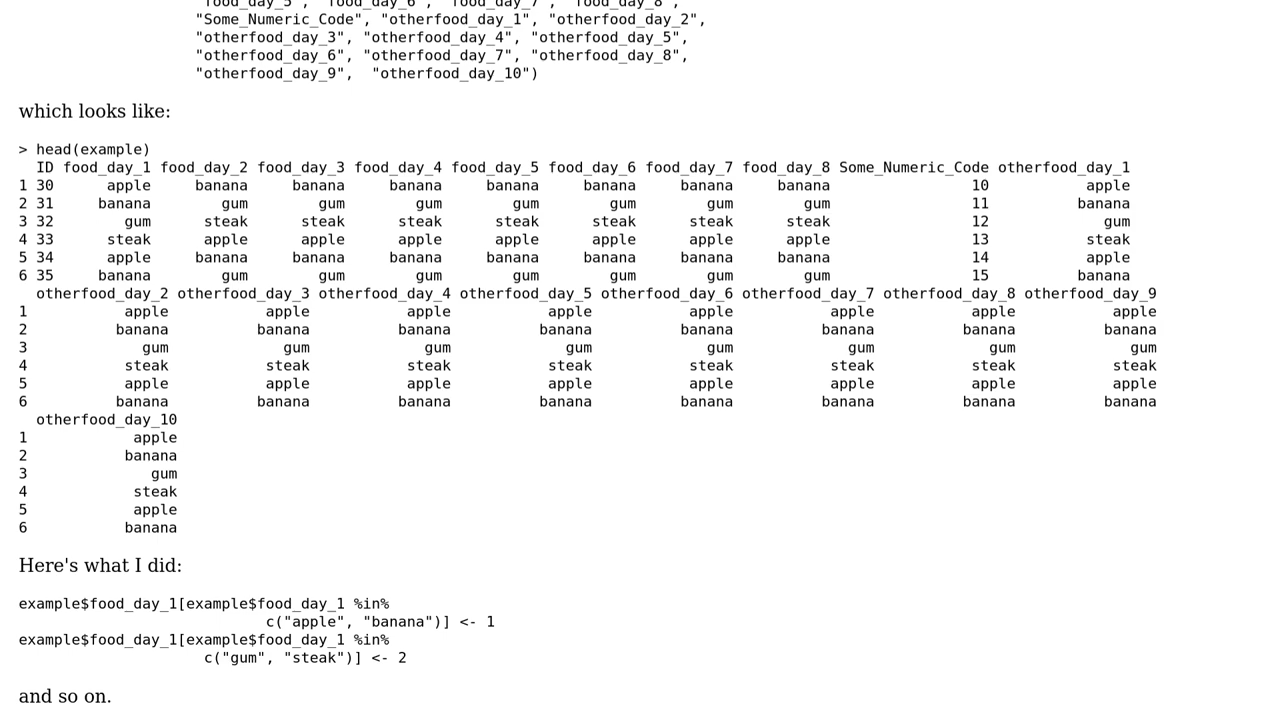 "food_day_5", "food_day_6", "food_day_7", "food_day_8",
"Some_Numeric_Code", "otherfood_day_1", "otherfood_day_2",
"otherfood_day_3", "otherfood_day_4", "otherfood_day_5",
"otherfood_day_6", "otherfood_day_7", "otherfood_day_8",
"otherfood_day_9",  "otherfood_day_10")
which looks like:
> head(example)
  ID food_day_1 food_day_2 food_day_3 food_day_4 food_day_5 food_day_6 food_day_7 food_day_8 Some_Numeric_Code otherfood_day_1
1 30      apple     banana     banana     banana     banana     banana     banana     banana                10           apple
2 31     banana        gum        gum        gum        gum        gum        gum        gum                11          banana
3 32        gum      steak      steak      steak      steak      steak      steak      steak                12             gum
4 33      steak      apple      apple      apple      apple      apple      apple      apple                13           steak
5 34      apple     banana     banana     banana     banana     banana     banana     banana                14           apple
6 35     banana        gum        gum        gum        gum        gum        gum        gum                15          banana
  otherfood_day_2 otherfood_day_3 otherfood_day_4 otherfood_day_5 otherfood_day_6 otherfood_day_7 otherfood_day_8 otherfood_day_9
1           apple           apple           apple           apple           apple           apple           apple           apple
2          banana          banana          banana          banana          banana          banana          banana          banana
3             gum             gum             gum             gum             gum             gum             gum             gum
4           steak           steak           steak           steak           steak           steak           steak           steak
5           apple           apple           apple           apple           apple           apple           apple           apple
6          banana          banana          banana          banana          banana          banana          banana          banana
  otherfood_day_10
1            apple
2           banana
3              gum
4            steak
5            apple
6           banana
Here's what I did:
example$food_day_1[example$food_day_1 %in%
                            c("apple", "banana")] <- 1
example$food_day_1[example$food_day_1 %in%
                     c("gum", "steak")] <- 2
and so on.